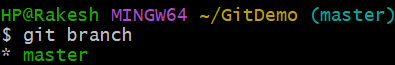 HP@Rakesh MINGW64 ~/GitDemo (master)
$ git branch
* master